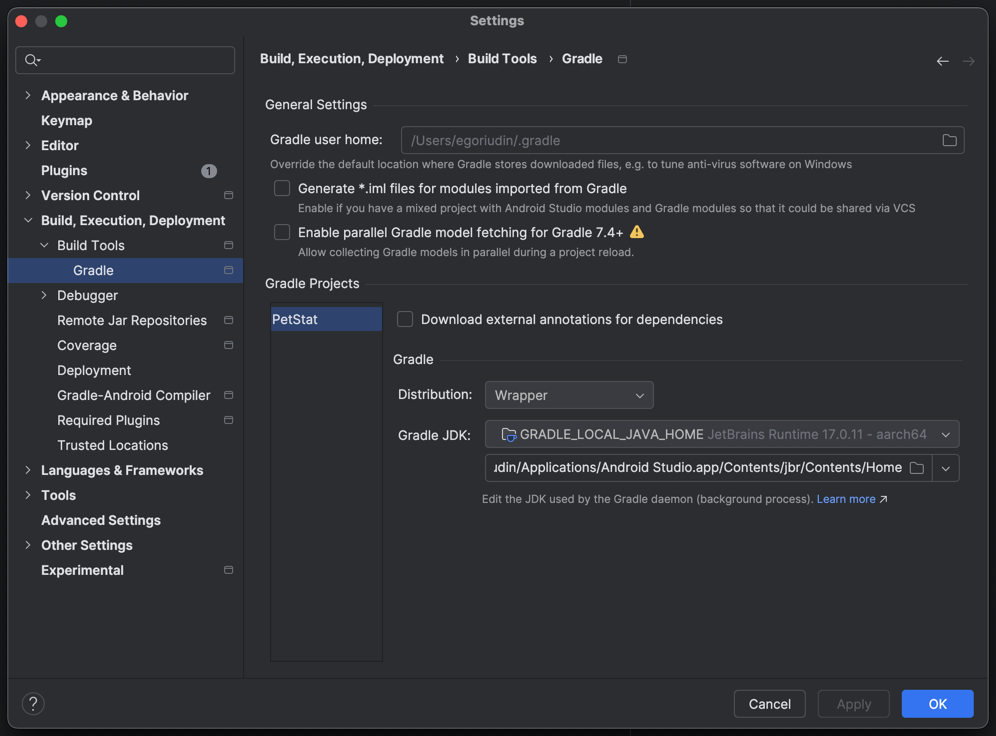 Settings
Build, Execution, Deployment › Build Tools › Gradle
Appearance & Behavior
Keymap
Editor
Plugins 1
Version Control
Build, Execution, Deployment
Build Tools
Gradle
Debugger
Remote Jar Repositories
Coverage
Deployment
Gradle-Android Compiler
Required Plugins
Trusted Locations
Languages & Frameworks
Tools
Advanced Settings
Other Settings
Experimental
General Settings
Gradle user home: /Users/egoriudin/.gradle
Override the default location where Gradle stores downloaded files, e.g. to tune anti-virus software on Windows
Generate *.iml files for modules imported from Gradle
Enable if you have a mixed project with Android Studio modules and Gradle modules so that it could be shared via VCS
Enable parallel Gradle model fetching for Gradle 7.4+
Allow collecting Gradle models in parallel during a project reload.
Gradle Projects
PetStat
Download external annotations for dependencies
Gradle
Distribution: Wrapper
Gradle JDK: GRADLE_LOCAL_JAVA_HOME JetBrains Runtime 17.0.11 - aarch64
udin/Applications/Android Studio.app/Contents/jbr/Contents/Home
Edit the JDK used by the Gradle daemon (background process). Learn more ↗
?
Cancel
Apply
OK